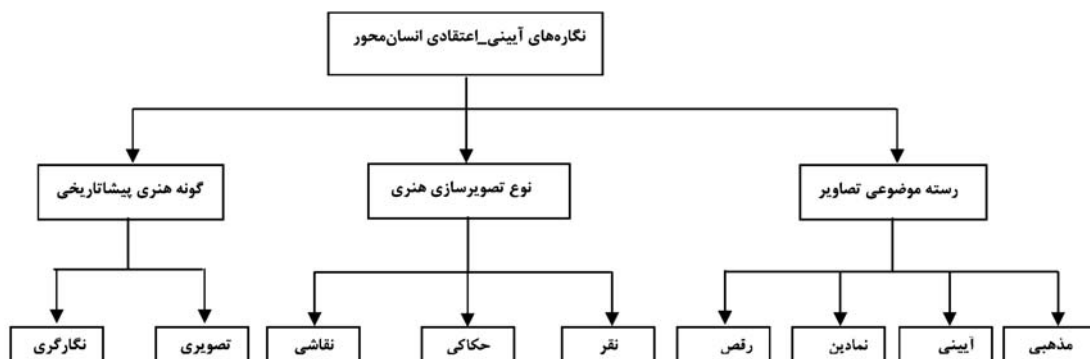 نگاره‌های آیینی_اعتقادی انسان‌محور
رسته موضوعی تصاویر
نوع تصویرسازی هنری
گونه هنری پیشاتاریخی
مذهبی
آیینی
نمادین
رقص
نقر
حکاکی
نقاشی
تصویری
نگارگری